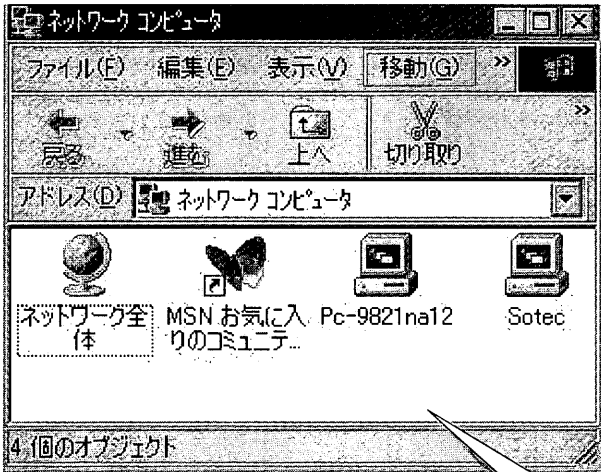 ネットワーク コンピュータ
ファイル(F) 編集(E) 表示(V) 移動(G) »
戻る 進む 上へ 切り取り »
アドレス(D) ネットワーク コンピュータ
ネットワーク全
体
MSN お気に入
りのコミュニテ...
Pc-9821na12
Sotec
4 個のオブジェクト